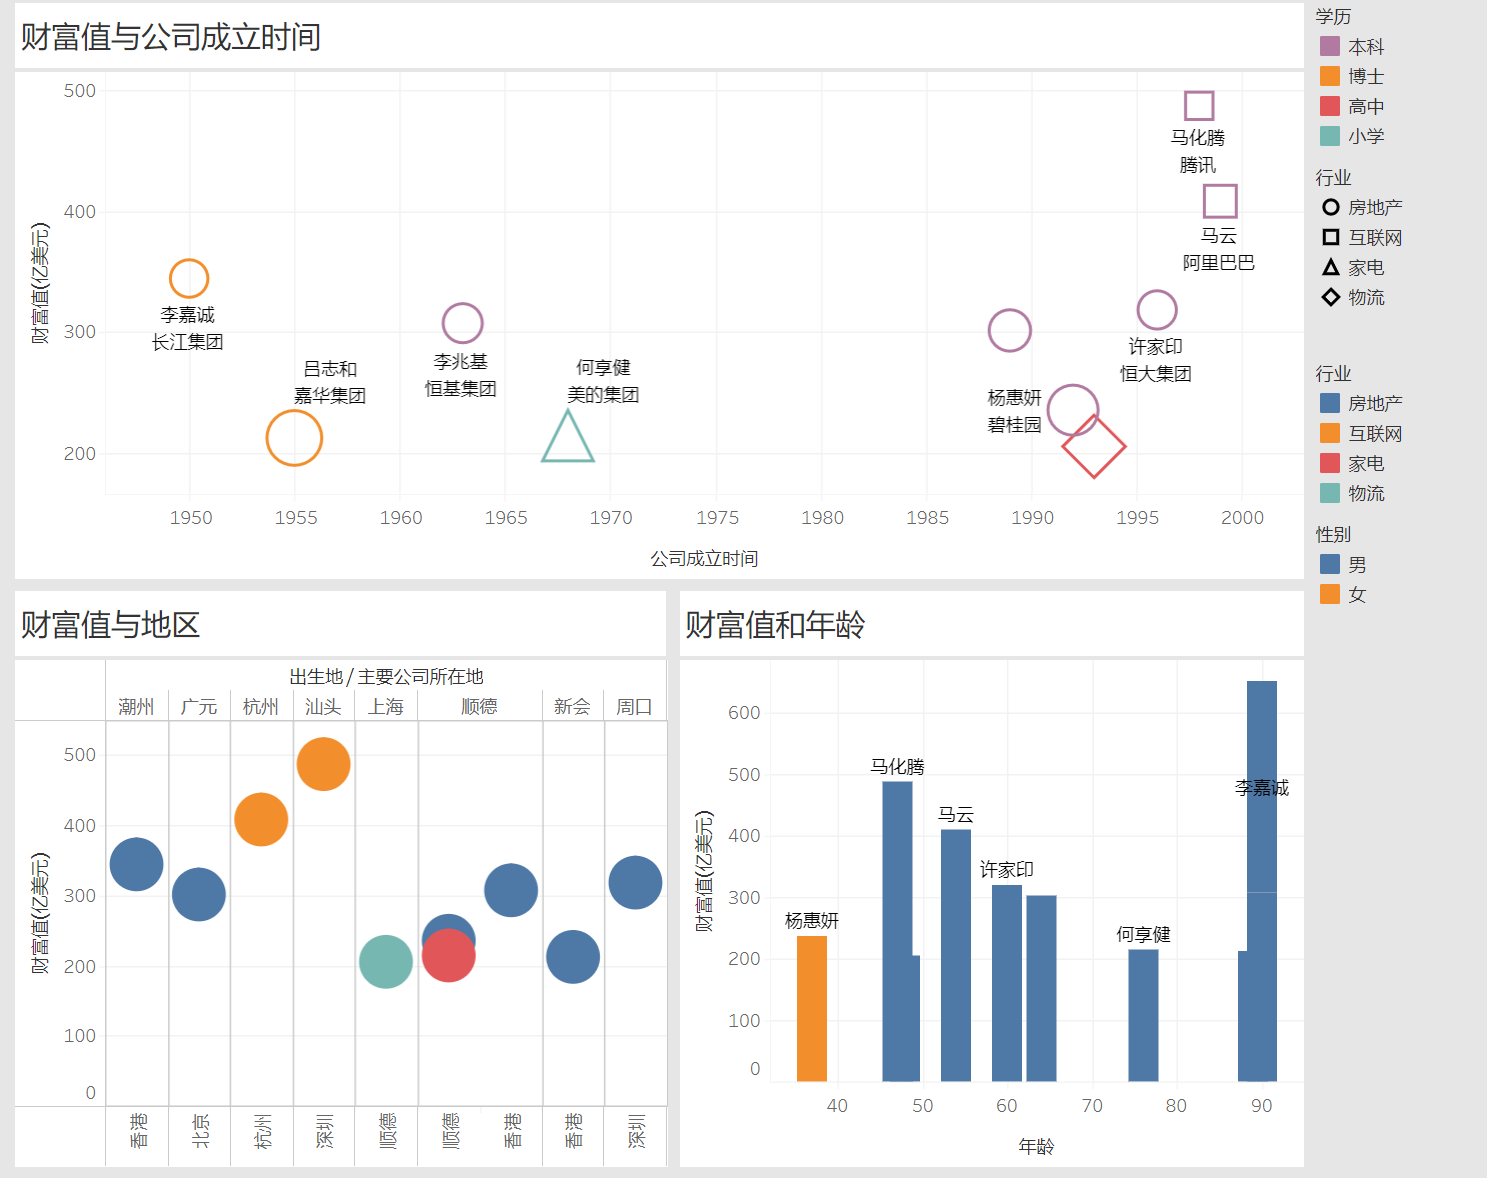 财富值与公司成立时间
500
400
300
200
财富值(亿美元)
马化腾
腾讯
马云
阿里巴巴
李嘉诚
长江集团
吕志和
嘉华集团
李兆基
恒基集团
何享健
美的集团
许家印
恒大集团
杨惠妍
碧桂园
1950 1955 1960 1965 1970 1975 1980 1985 1990 1995 2000
公司成立时间
学历
本科
博士
高中
小学
行业
房地产
互联网
家电
物流
行业
房地产
互联网
家电
物流
性别
男
女
财富值与地区
出生地 / 主要公司所在地
潮州 广元 杭州 汕头 上海 顺德 新会 周口
500
400
300
200
100
0
财富值(亿美元)
香港 北京 杭州 深圳 顺德 顺德 香港 香港 深圳
财富值和年龄
600
500
400
300
200
100
0
财富值(亿美元)
杨惠妍
马化腾
马云
许家印
何享健
李嘉诚
40 50 60 70 80 90
年龄